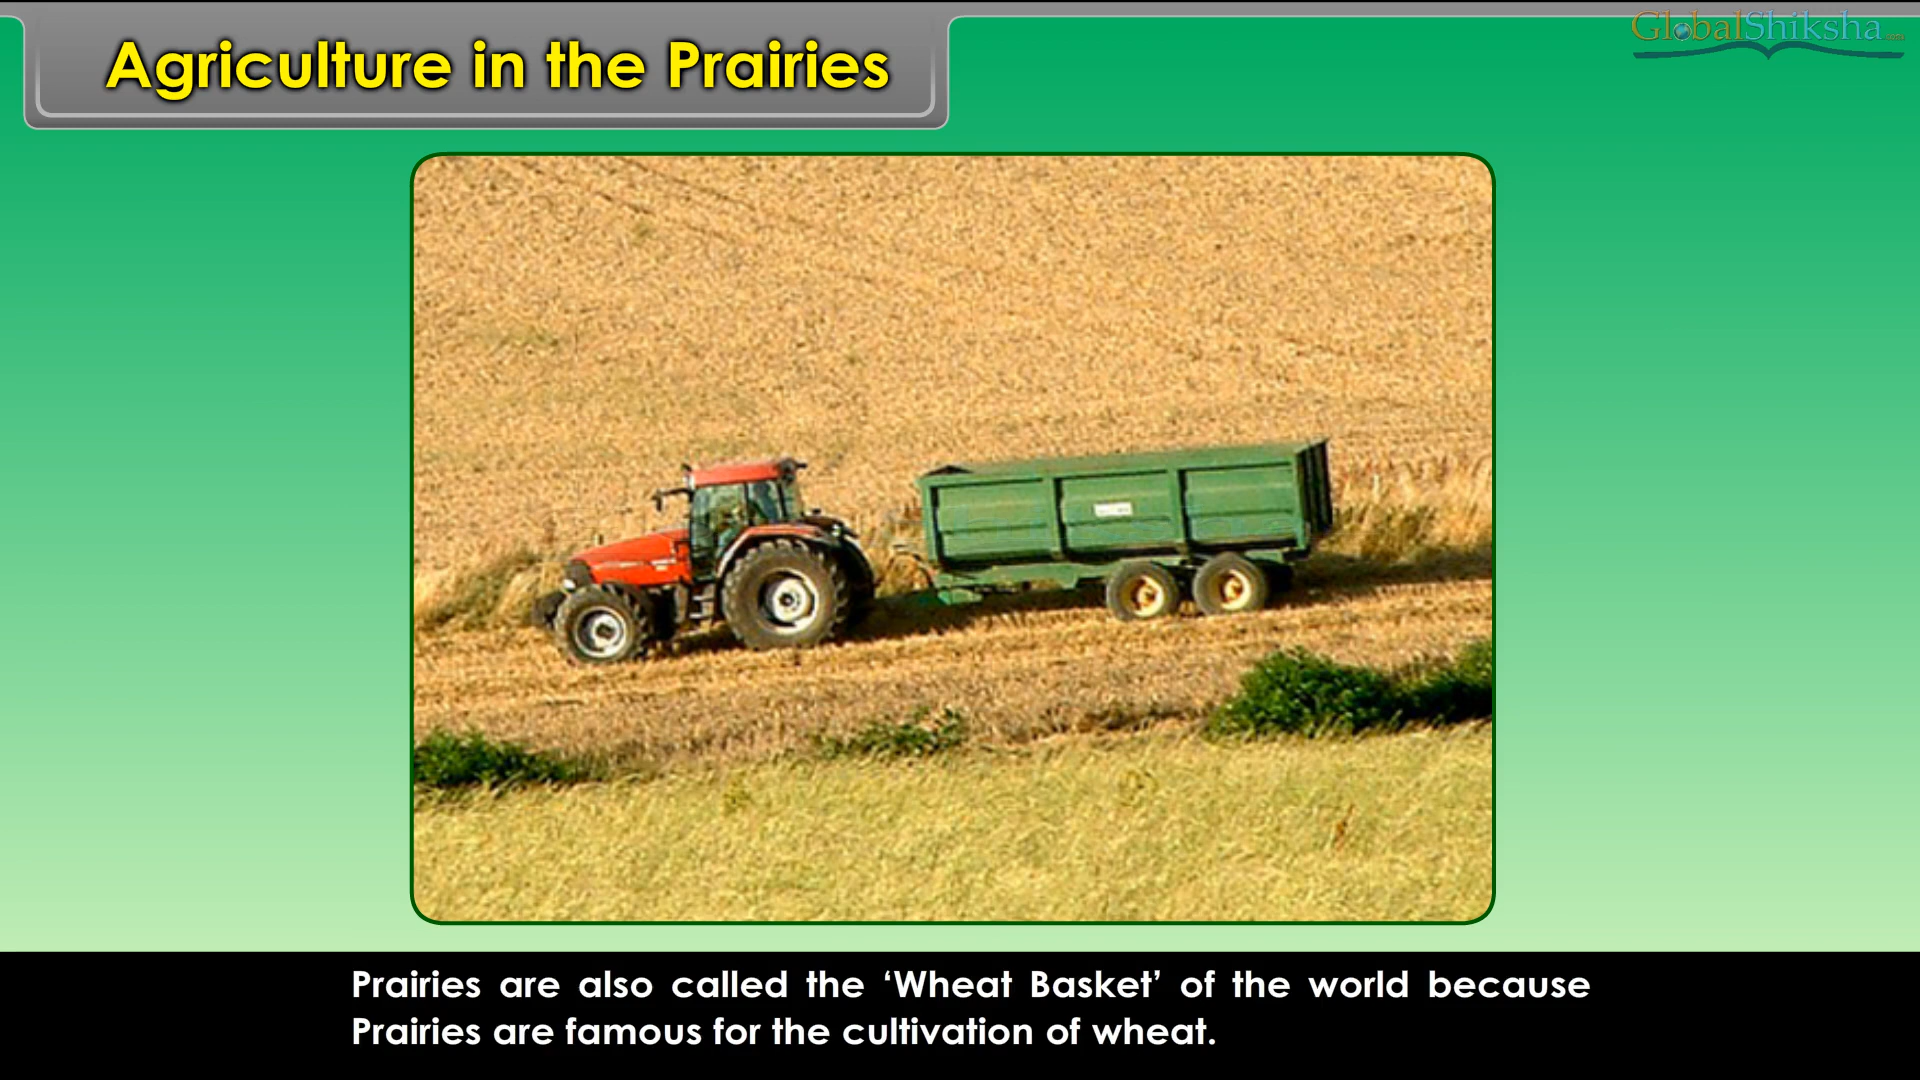 GlobalShiksha.com
Agriculture in the Prairies
Prairies are also called the ‘Wheat Basket’ of the world because
Prairies are famous for the cultivation of wheat.